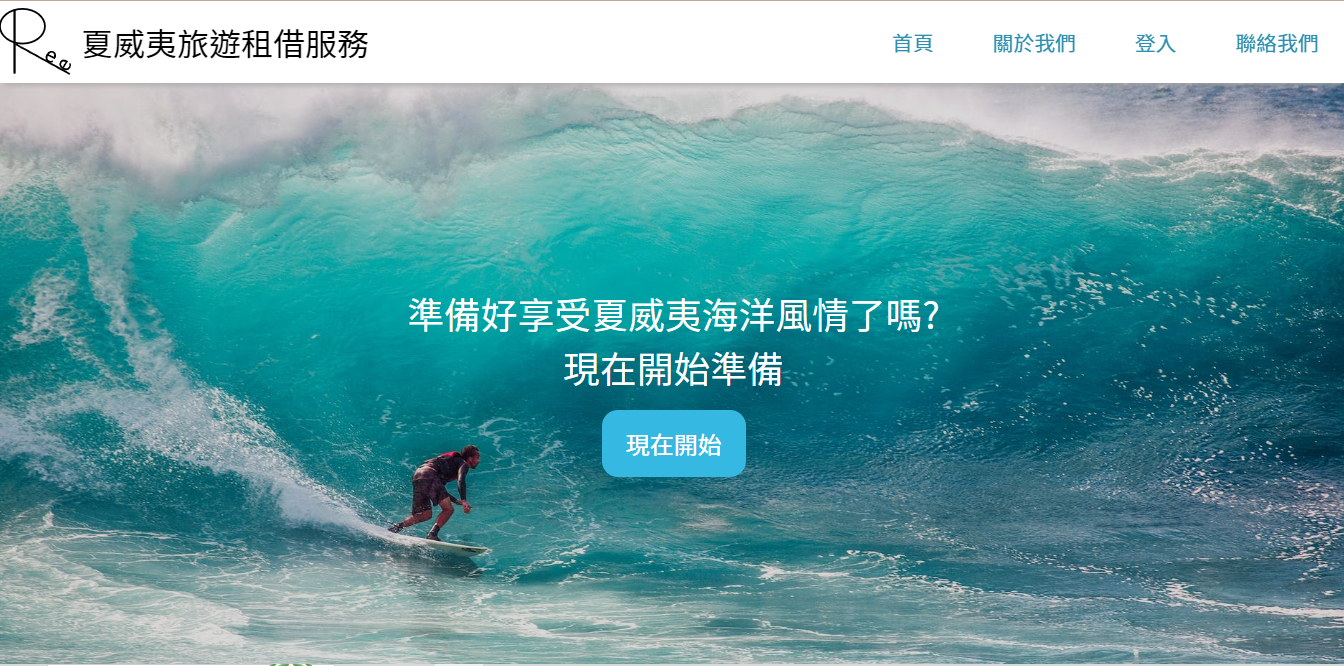 Ree
夏威夷旅遊租借服務
首頁 關於我們 登入 聯絡我們
準備好享受夏威夷海洋風情了嗎?
現在開始準備
現在開始